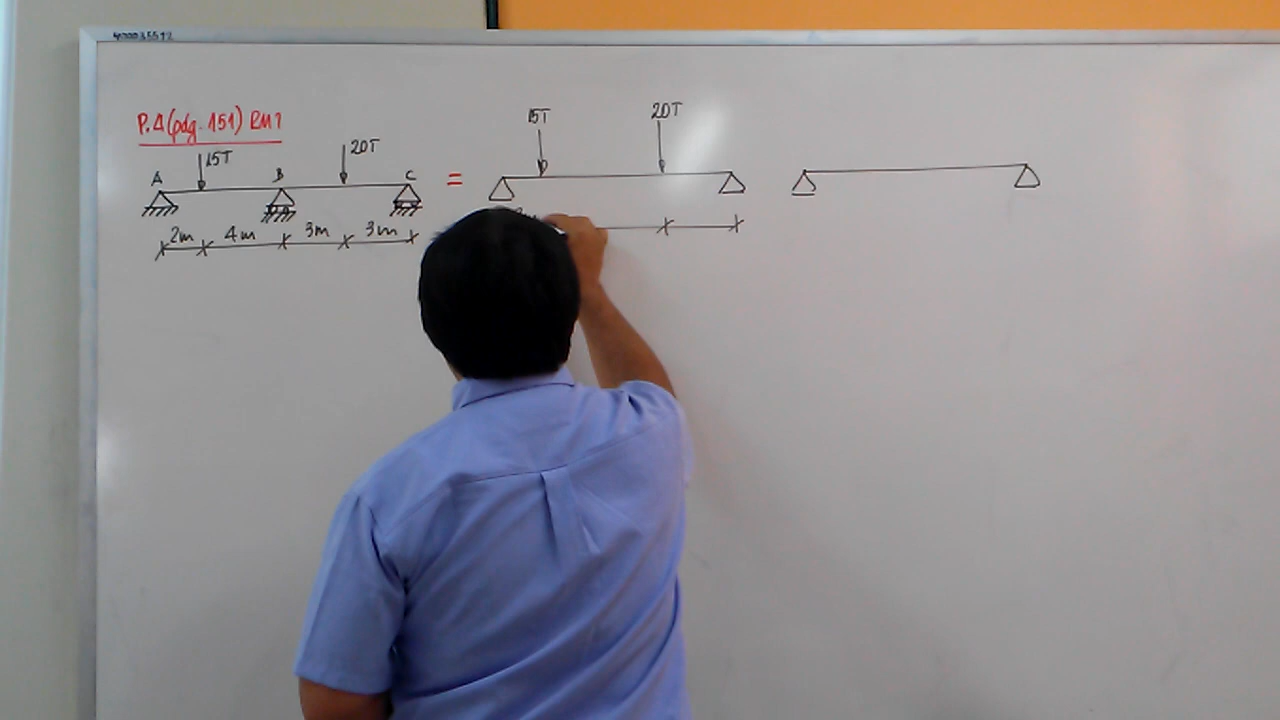 P.4(pág. 151) RM1
15T
20T
A
B
C
2m
4m
3m
3m
=
15T
20T